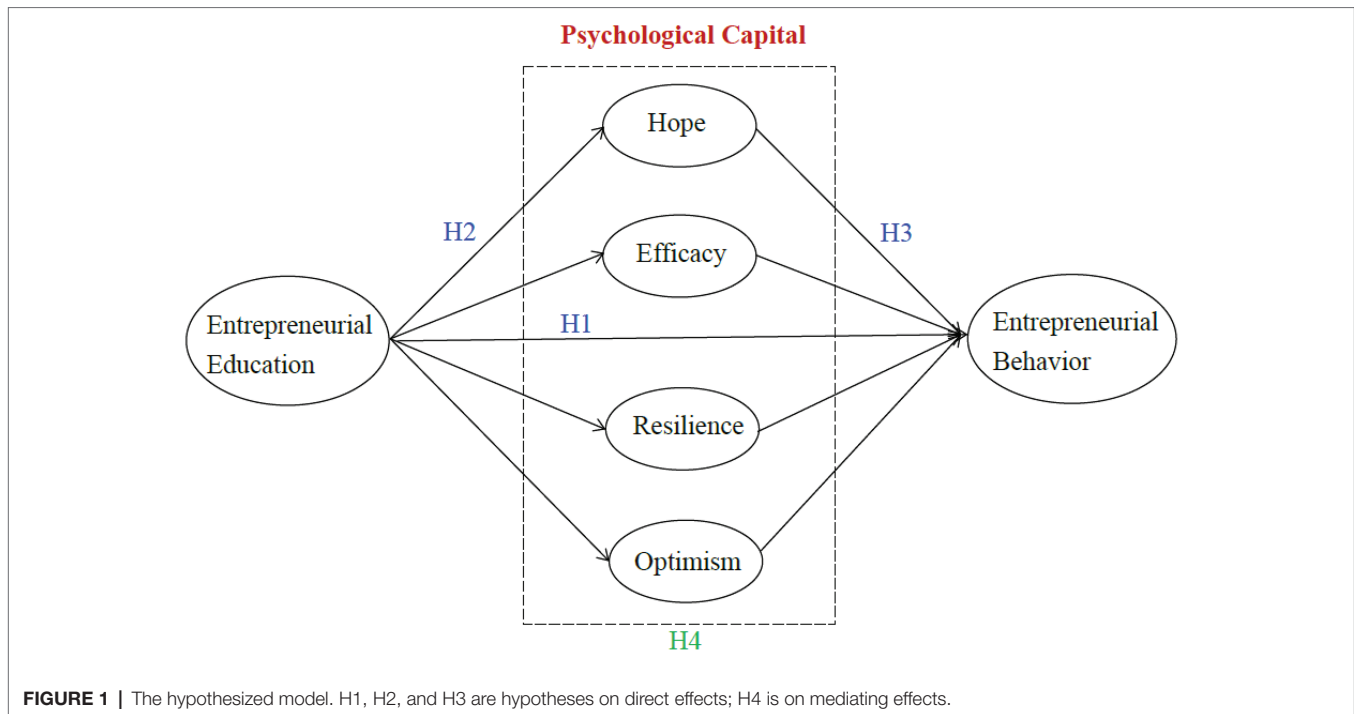 Psychological Capital
Hope
H2
H3
Efficacy
Entrepreneurial
Education
H1
Entrepreneurial
Behavior
Resilience
Optimism
H4
FIGURE 1 | The hypothesized model. H1, H2, and H3 are hypotheses on direct effects; H4 is on mediating effects.